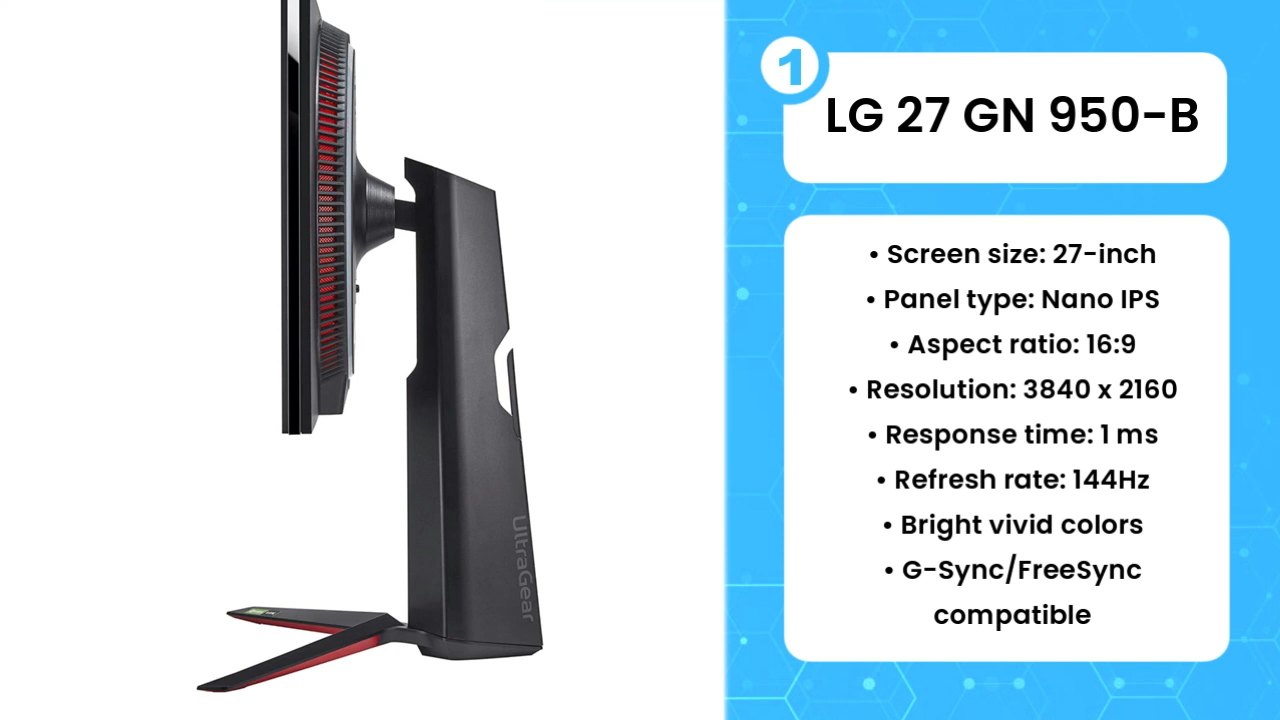 1
LG 27 GN 950-B
• Screen size: 27-inch
• Panel type: Nano IPS
• Aspect ratio: 16:9
• Resolution: 3840 x 2160
• Response time: 1 ms
• Refresh rate: 144Hz
• Bright vivid colors
• G-Sync/FreeSync
compatible
UltraGear